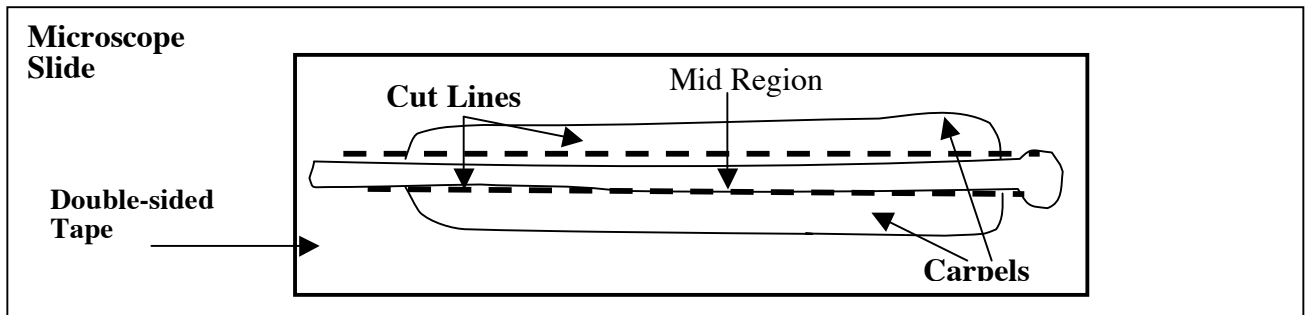 Microscope
Slide
Mid Region
Cut Lines
Double-sided
Tape
Carpels